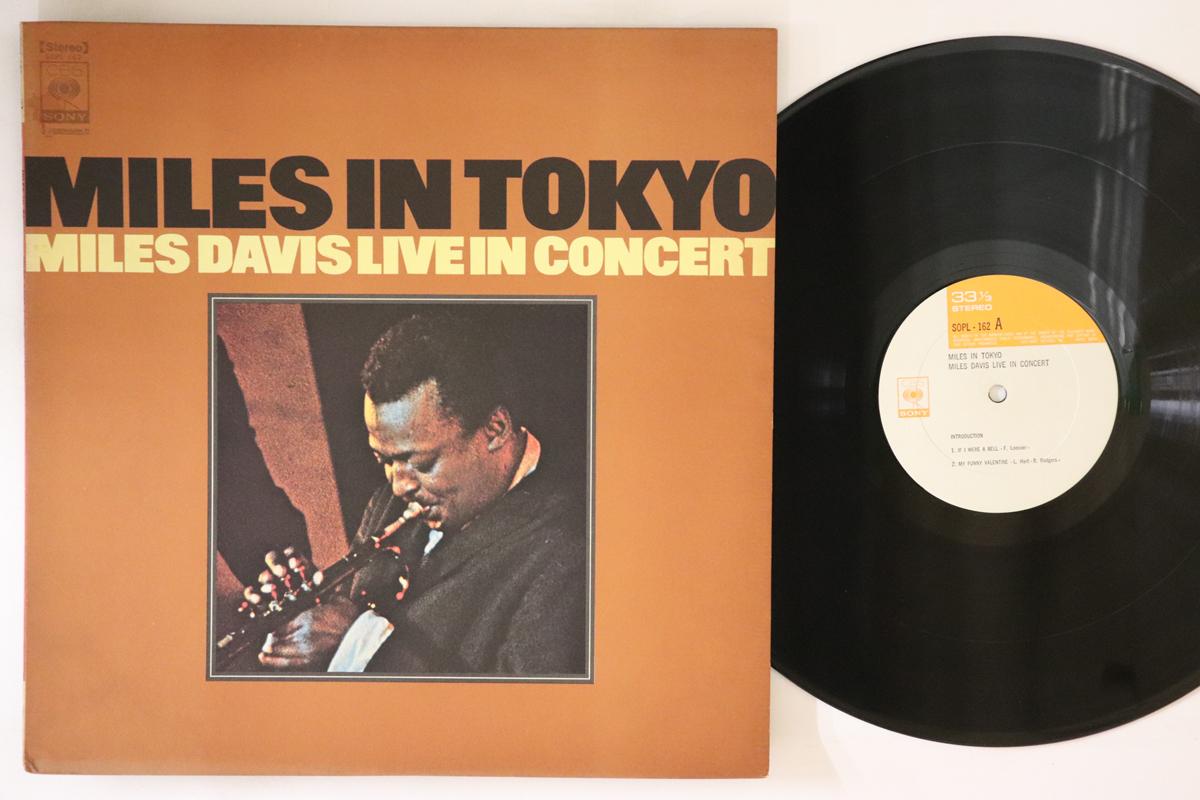 【Stereo】
SOPL 162
CBS
SONY
MILES IN TOKYO
MILES DAVIS LIVE IN CONCERT
33⅓
STEREO
SOPL-162 A
MILES IN TOKYO
MILES DAVIS LIVE IN CONCERT
CBS
SONY
INTRODUCTION
1. IF I WERE A BELL -F. Loesser-
2. MY FUNNY VALENTINE -L. Hart-R. Rodgers-